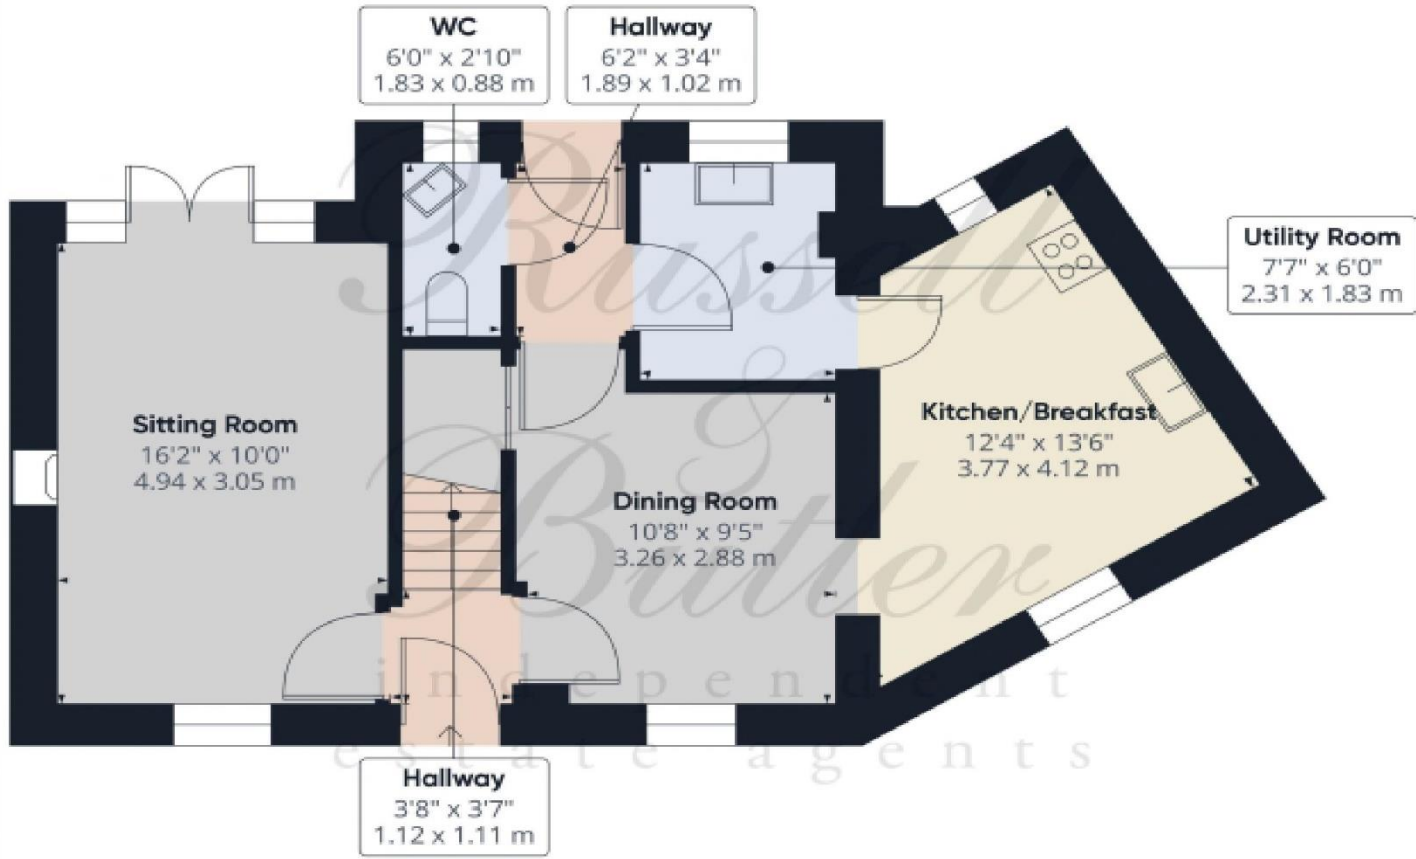 WC
6'0" x 2'10"
1.83 x 0.88 m
Hallway
6'2" x 3'4"
1.89 x 1.02 m
Utility Room
7'7" x 6'0"
2.31 x 1.83 m
Sitting Room
16'2" x 10'0"
4.94 x 3.05 m
Kitchen/Breakfast
12'4" x 13'6"
3.77 x 4.12 m
Dining Room
10'8" x 9'5"
3.26 x 2.88 m
Hallway
3'8" x 3'7"
1.12 x 1.11 m
Russell
&
Butler
independent
estate agents